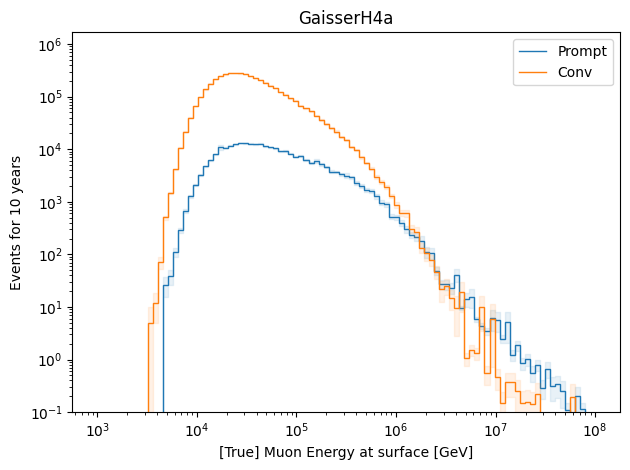 GaisserH4a
Prompt
Conv
Events for 10 years
10^6
10^5
10^4
10^3
10^2
10^1
10^0
10^-1
10^3 10^4 10^5 10^6 10^7 10^8
[True] Muon Energy at surface [GeV]